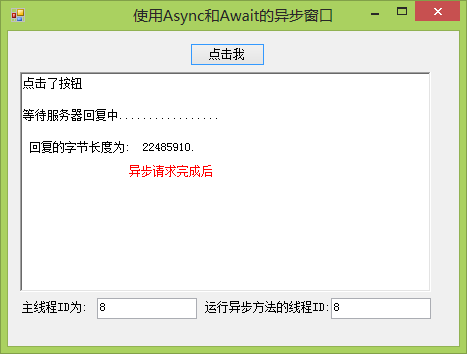 使用Async和Await的异步窗口
点击我
点击了按钮
等待服务器回复中.................
回复的字节长度为:  22485910.
异步请求完成后
主线程ID为: 8 运行异步方法的线程ID:8